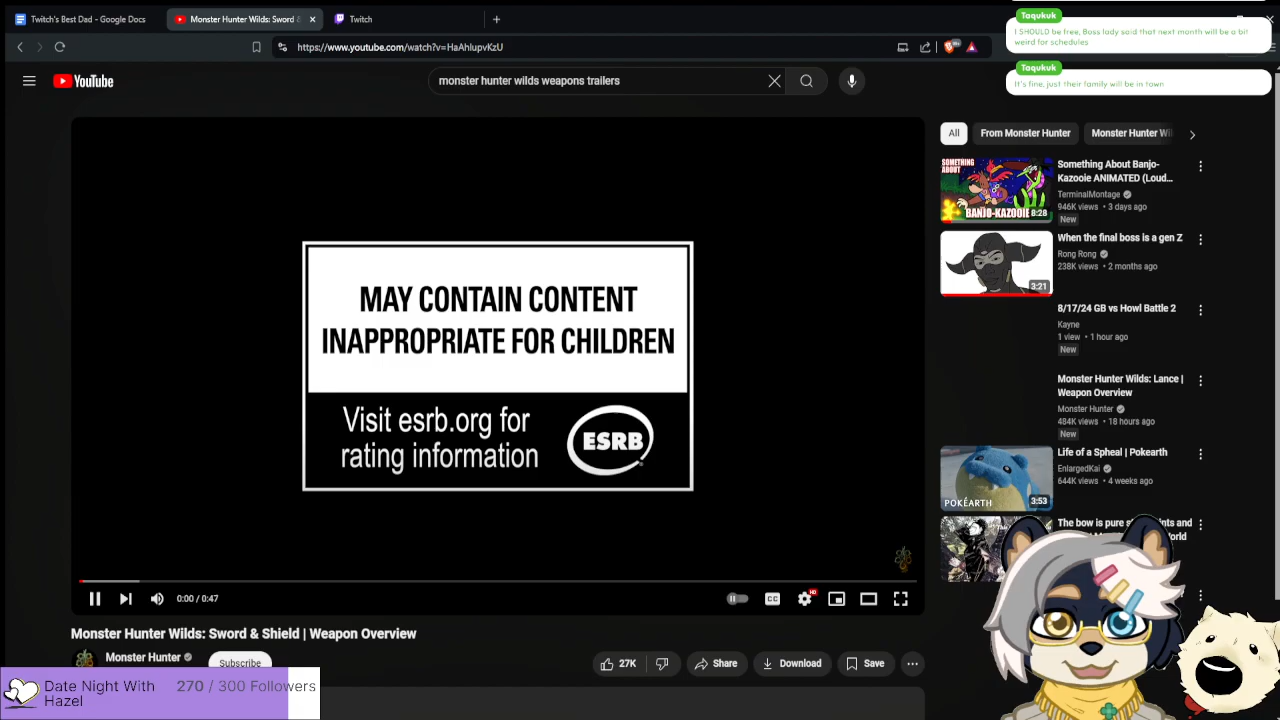 Twitch's Best Dad - Google Docs
Monster Hunter Wilds: Sword &
Twitch
https://www.youtube.com/watch?v=HaAhlupvKo0
YouTube
monster hunter wilds weapons trailers
Taqukuk
I SHOULD be free, Boss lady said that next month will be a bit
weird for schedules
Taqukuk
It's fine, just their family will be in town
MAY CONTAIN CONTENT
INAPPROPRIATE FOR CHILDREN
Visit esrb.org for
rating information
ESRB
0:00 / 0:47
CC
HD
Monster Hunter Wilds: Sword & Shield | Weapon Overview
Monster Hunter
Subscribe
27K
Share
Download
Save
Date Night With
Hazel
270 / 300 Followers
All
From Monster Hunter
Monster Hunter Wil
SOMETHING
ABOUT
BANJO-KAZOOIE
8:28
Something About Banjo-
Kazooie ANIMATED (Loud...
TerminalMontage
946K views • 3 days ago
New
3:21
When the final boss is a gen Z
Rong Rong
238K views • 2 months ago
8/17/24 GB vs Howl Battle 2
Kayne
1 view • 1 hour ago
New
Monster Hunter Wilds: Lance |
Weapon Overview
Monster Hunter
484K views • 18 hours ago
New
POKÉARTH
3:53
Life of a Spheal | Pokearth
EnlargedKai
644K views • 4 weeks ago
The bow is pure
and
World